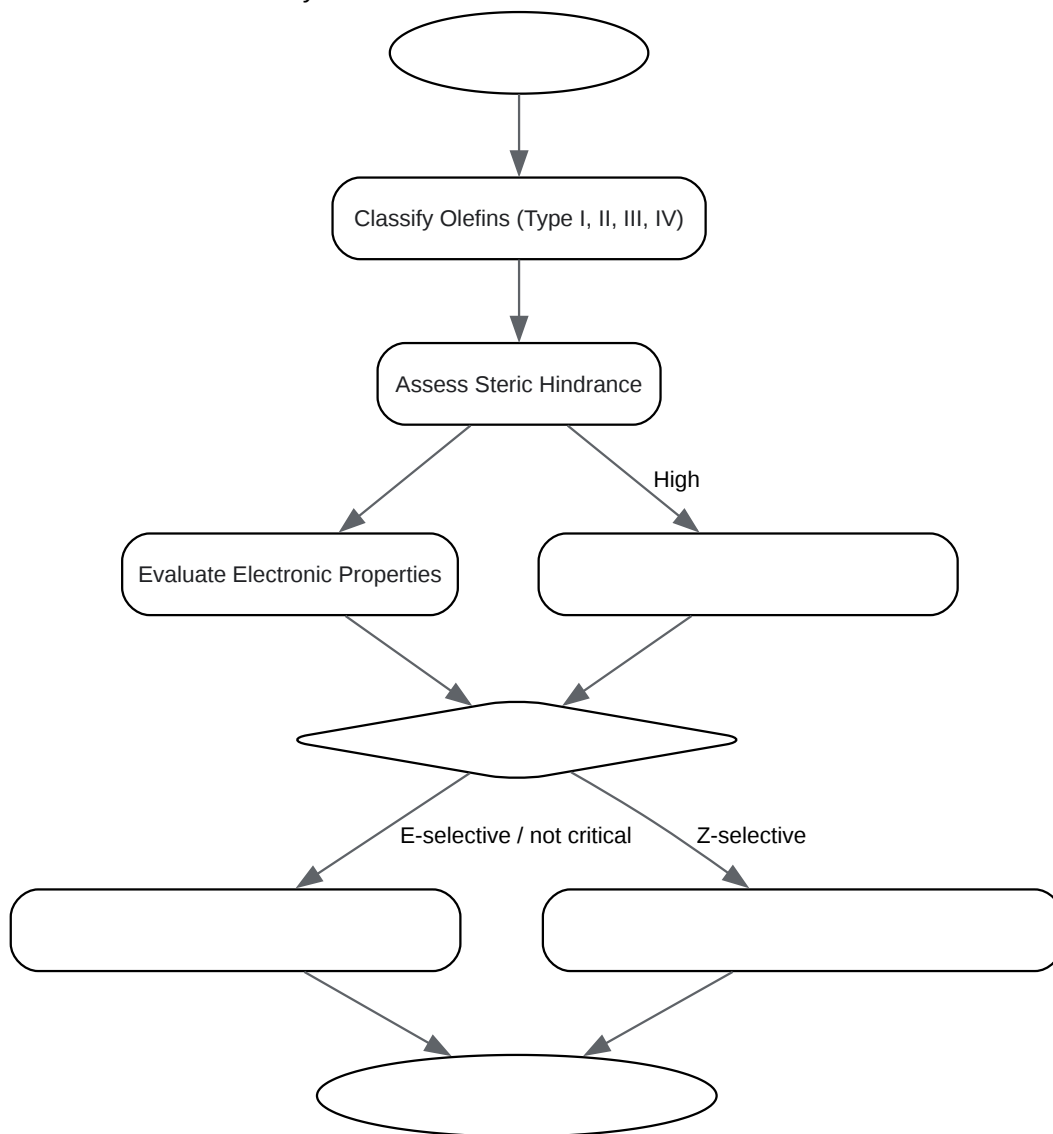 Classify Olefins (Type I, II, III, IV)
Assess Steric Hindrance
High
Evaluate Electronic Properties
E-selective / not critical
Z-selective